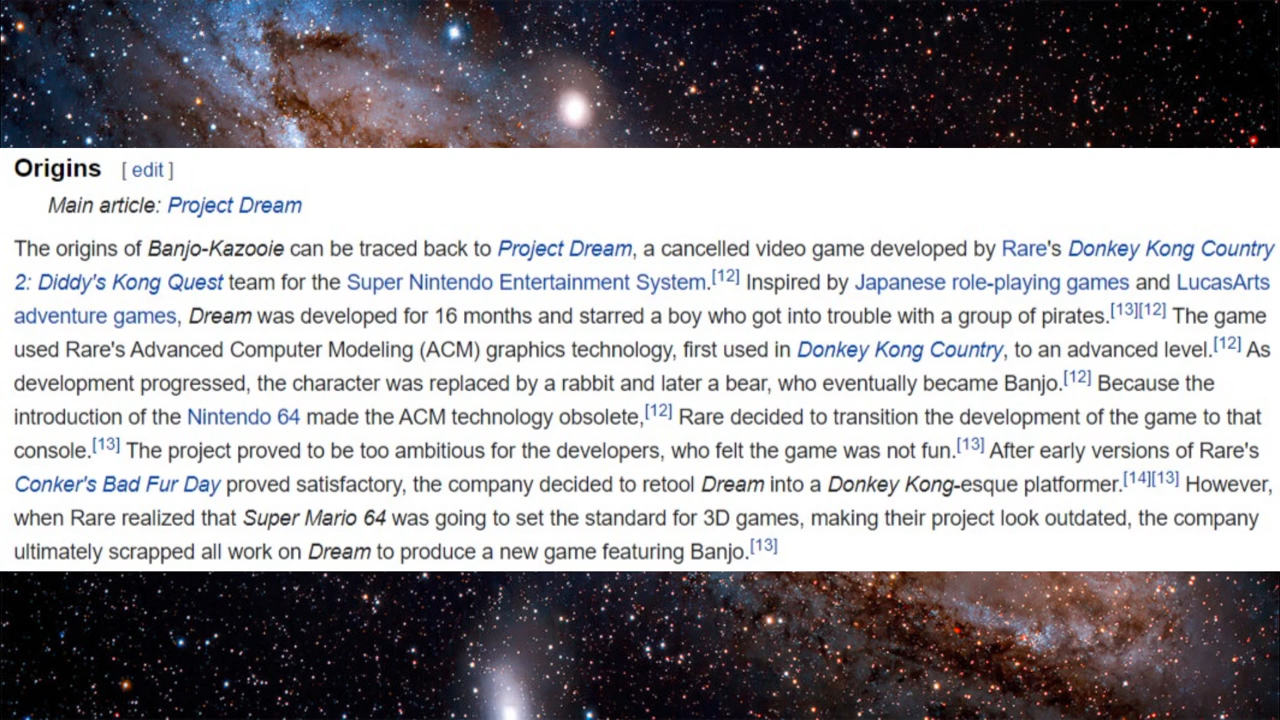 Origins [ edit ]
Main article: Project Dream
The origins of Banjo-Kazooie can be traced back to Project Dream, a cancelled video game developed by Rare's Donkey Kong Country
2: Diddy's Kong Quest team for the Super Nintendo Entertainment System.[12] Inspired by Japanese role-playing games and LucasArts
adventure games, Dream was developed for 16 months and starred a boy who got into trouble with a group of pirates.[13][12] The game
used Rare's Advanced Computer Modeling (ACM) graphics technology, first used in Donkey Kong Country, to an advanced level.[12] As
development progressed, the character was replaced by a rabbit and later a bear, who eventually became Banjo.[12] Because the
introduction of the Nintendo 64 made the ACM technology obsolete,[12] Rare decided to transition the development of the game to that
console.[13] The project proved to be too ambitious for the developers, who felt the game was not fun.[13] After early versions of Rare's
Conker's Bad Fur Day proved satisfactory, the company decided to retool Dream into a Donkey Kong-esque platformer.[14][13] However,
when Rare realized that Super Mario 64 was going to set the standard for 3D games, making their project look outdated, the company
ultimately scrapped all work on Dream to produce a new game featuring Banjo.[13]